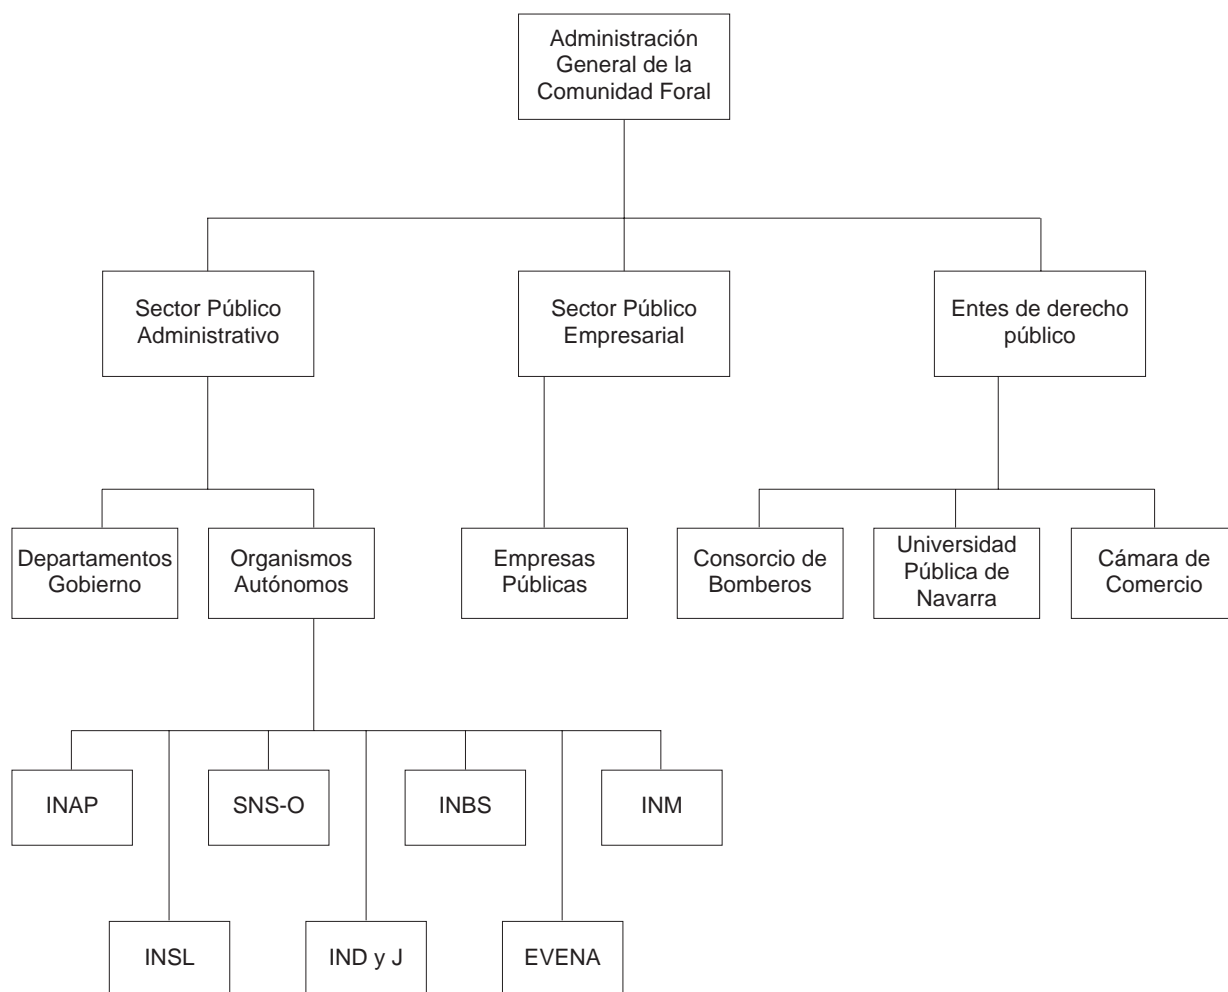 Administración
General de la
Comunidad Foral
Sector Público
Administrativo
Sector Público
Empresarial
Entes de derecho
público
Departamentos
Gobierno
Organismos
Autónomos
Empresas
Públicas
Consorcio de
Bomberos
Universidad
Pública de
Navarra
Cámara de
Comercio
INAP
SNS-O
INBS
INM
INSL
IND y J
EVENA